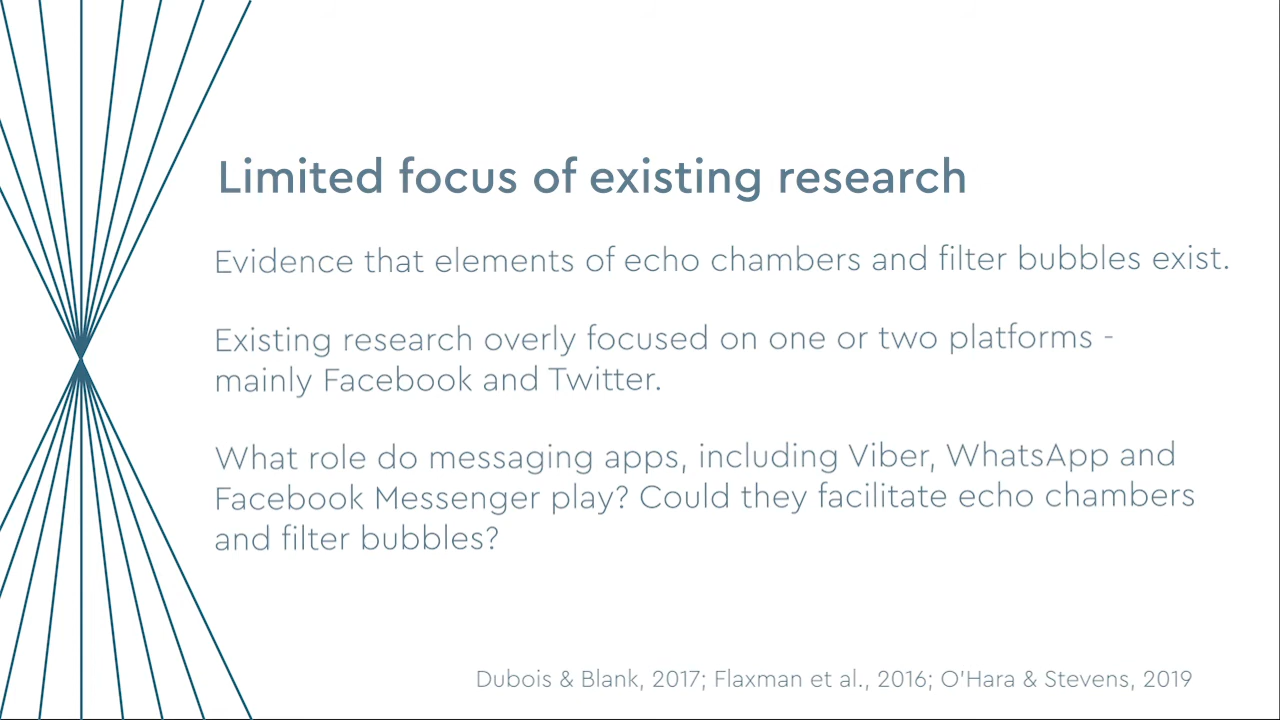 Limited focus of existing research
Evidence that elements of echo chambers and filter bubbles exist.
Existing research overly focused on one or two platforms -
mainly Facebook and Twitter.
What role do messaging apps, including Viber, WhatsApp and
Facebook Messenger play? Could they facilitate echo chambers
and filter bubbles?
Dubois & Blank, 2017; Flaxman et al., 2016; O'Hara & Stevens, 2019